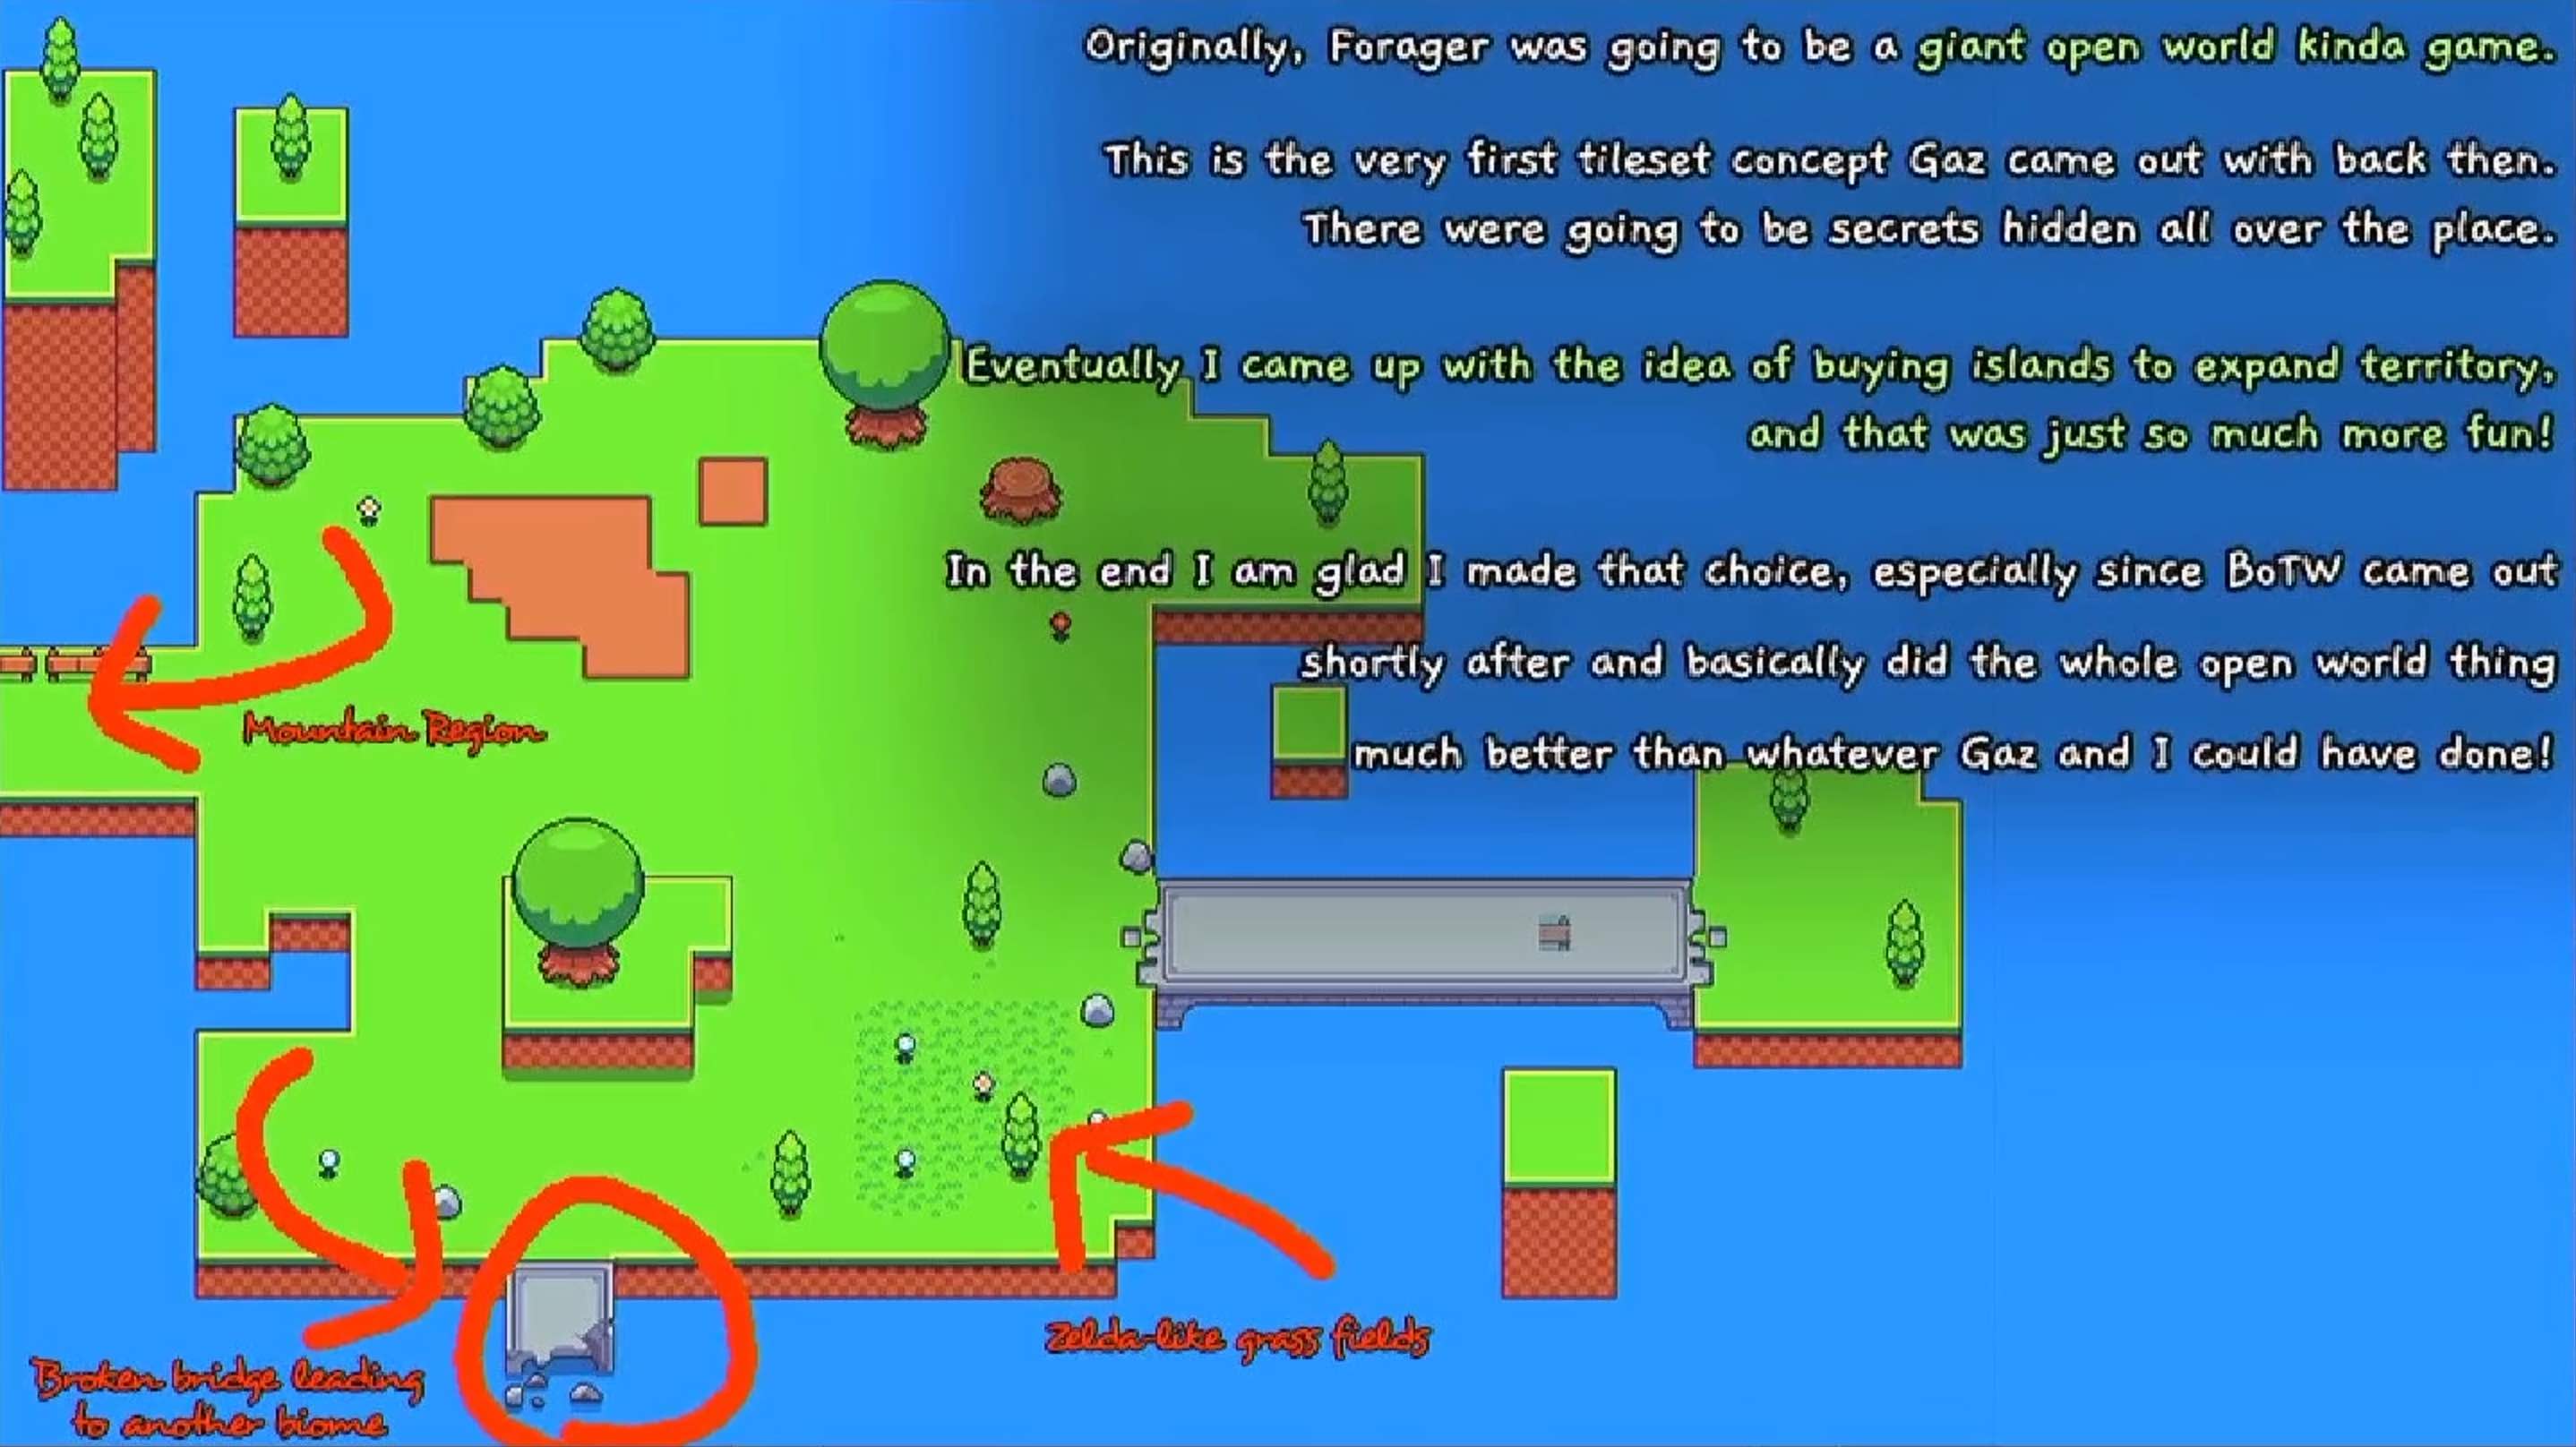 Originally, Forager was going to be a giant open world kinda game.
This is the very first tileset concept Gaz came out with back then.
There were going to be secrets hidden all over the place.
Eventually I came up with the idea of buying islands to expand territory,
and that was just so much more fun!
In the end I am glad I made that choice, especially since BoTW came out
shortly after and basically did the whole open world thing
much better than whatever Gaz and I could have done!
Mountain Region
Zelda-like grass fields
Broken bridge leading
to another biome